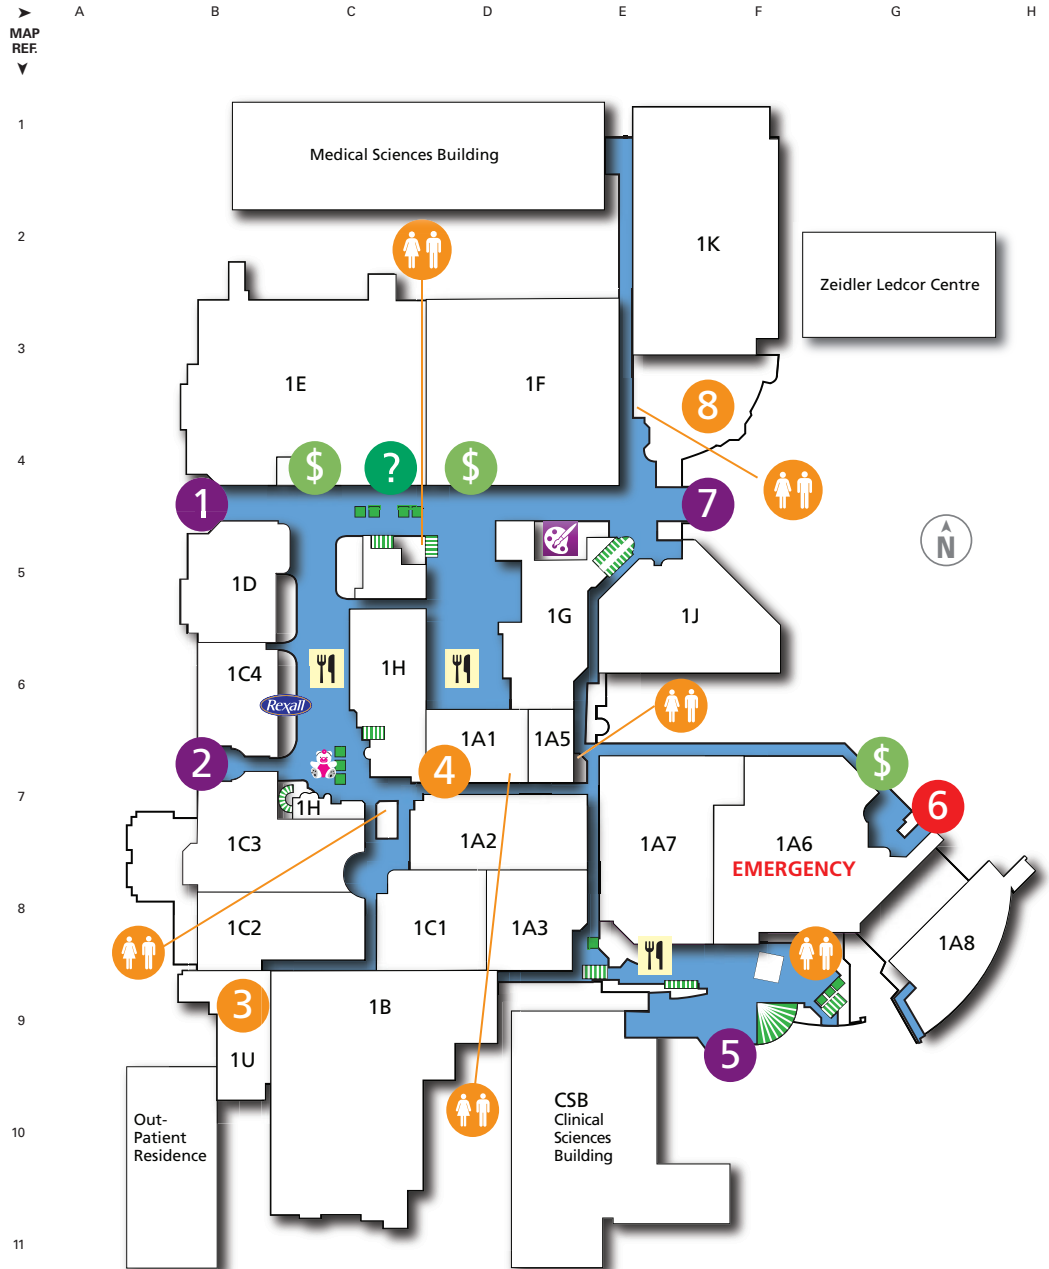 A B C D E F G H
MAP
REF.
1
Medical Sciences Building
2
1K
Zeidler Ledcor Centre
3
1E
1F
8
4
$
?
$
1
7
N
5
1D
1G
1J
6
1C4
1H
Rexall
1A1
1A5
2
4
$
7
1H
6
1C3
1A2
1A7
1A6
EMERGENCY
8
1C2
1C1
1A3
1A8
9
3
1B
5
1U
10
Out-
Patient
Residence
CSB
Clinical
Sciences
Building
11